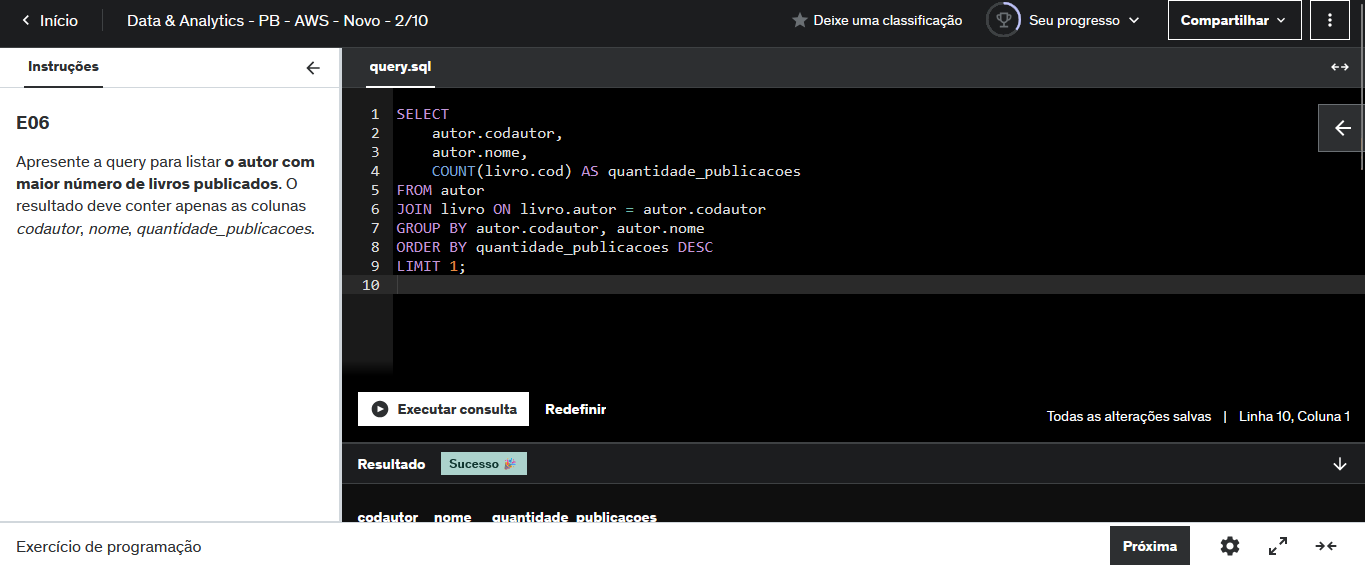 Início
Data & Analytics - PB - AWS - Novo - 2/10
Deixe uma classificação
Seu progresso
Compartilhar
Instruções
E06
Apresente a query para listar o autor com
maior número de livros publicados. O
resultado deve conter apenas as colunas
codautor, nome, quantidade_publicacoes.
query.sql
1 SELECT
2     autor.codautor,
3     autor.nome,
4     COUNT(livro.cod) AS quantidade_publicacoes
5 FROM autor
6 JOIN livro ON livro.autor = autor.codautor
7 GROUP BY autor.codautor, autor.nome
8 ORDER BY quantidade_publicacoes DESC
9 LIMIT 1;
10
Executar consulta
Redefinir
Todas as alterações salvas | Linha 10, Coluna 1
Resultado
Sucesso 🎉
codautor nome quantidade_publicacoes
Exercício de programação
Próxima